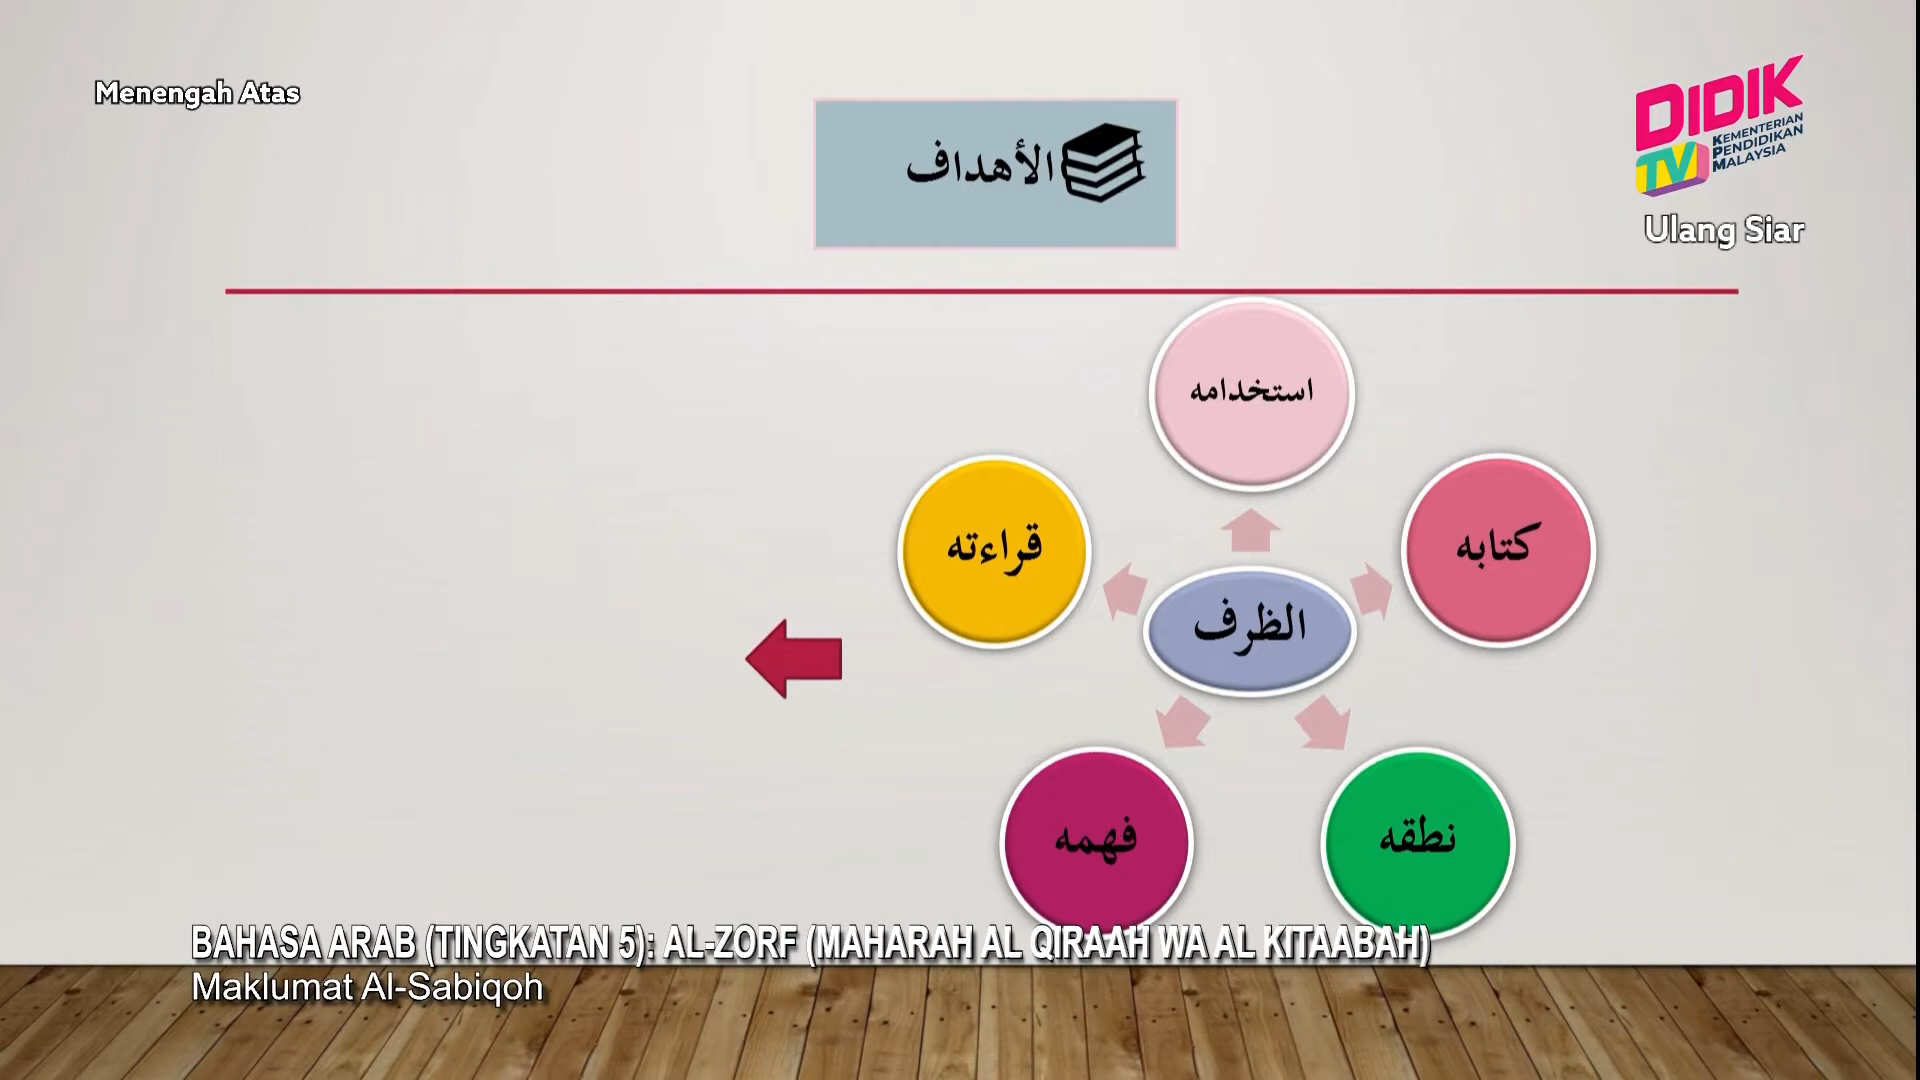 Menengah Atas
DIDIK
TV
KEMENTERIAN
PENDIDIKAN
MALAYSIA
Ulang Siar
الأهداف
استخدامه
كتابه
قراءته
الظرف
نطقه
فهمه
BAHASA ARAB (TINGKATAN 5): AL-ZORF (MAHARAH AL QIRAAH WA AL KITAABAH)
Maklumat Al-Sabiqoh